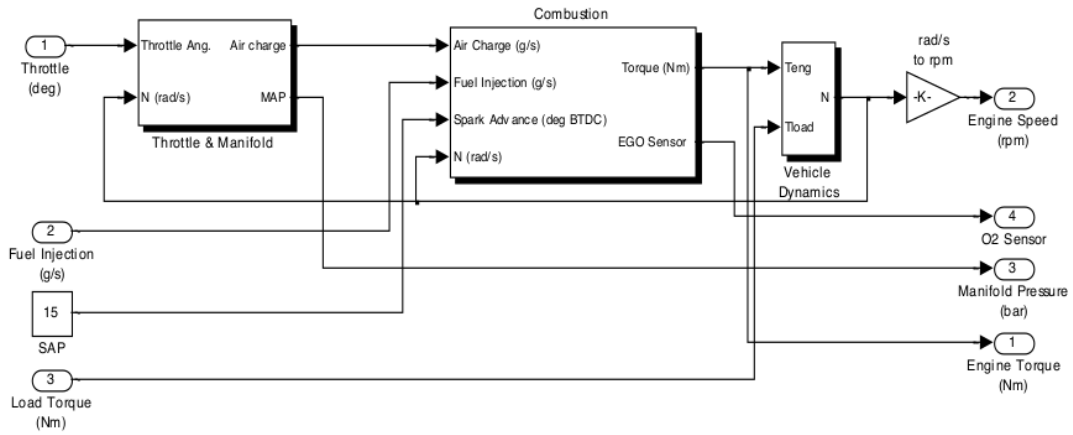 Combustion
1
Throttle
(deg)
Throttle Ang.
Air charge
N (rad/s)
MAP
Throttle & Manifold
Air Charge (g/s)
Fuel Injection (g/s)
Spark Advance (deg BTDC)
N (rad/s)
Torque (Nm)
EGO Sensor
Teng
N
Tload
Vehicle
Dynamics
rad/s
to rpm
-K-
2
Engine Speed
(rpm)
2
Fuel Injection
(g/s)
4
O2 Sensor
3
Manifold Pressure
(bar)
15
SAP
1
Engine Torque
(Nm)
3
Load Torque
(Nm)